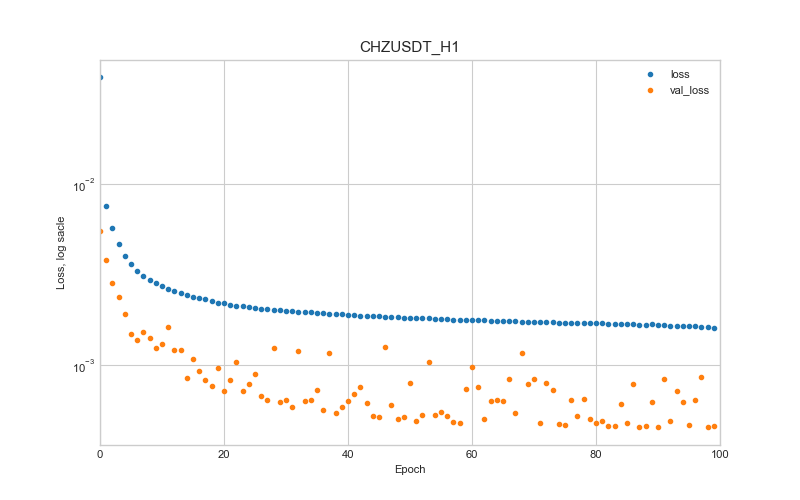 CHZUSDT_H1
loss
val_loss
Loss, log sacle
10⁻²
10⁻³
0 20 40 60 80 100
Epoch